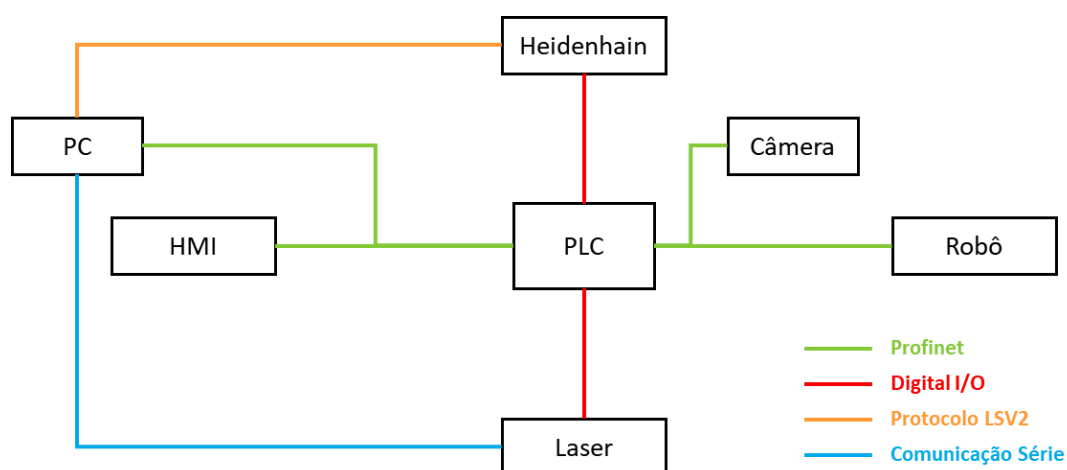 Heidenhain
PC
Câmera
HMI
PLC
Robô
Profinet
Digital I/O
Protocolo LSV2
Laser
Comunicação Série